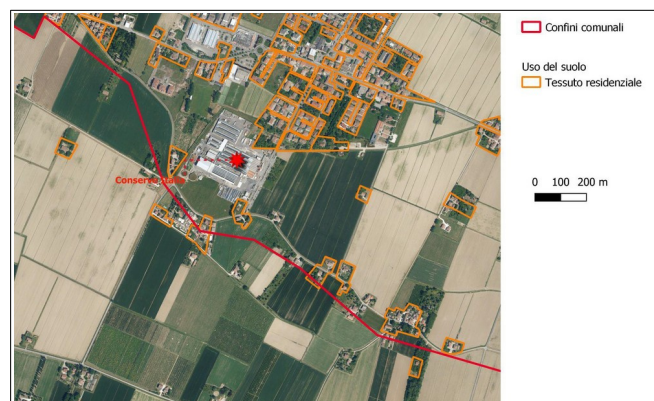 Confini comunali
Uso del suolo
Tessuto residenziale
0 100 200 m